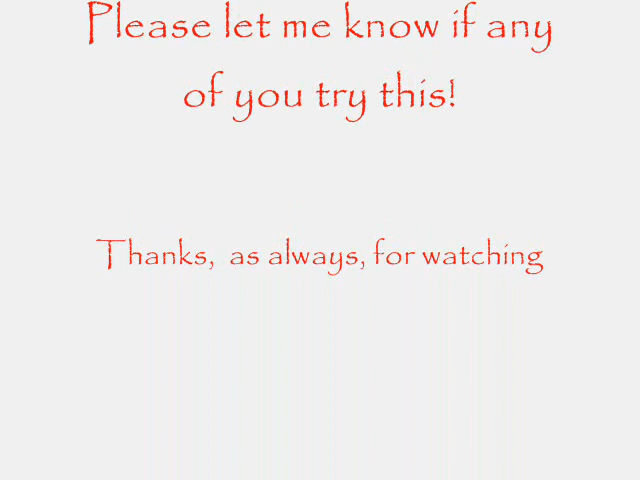 Please let me know if any
of you try this!
Thanks,  as always, for watching